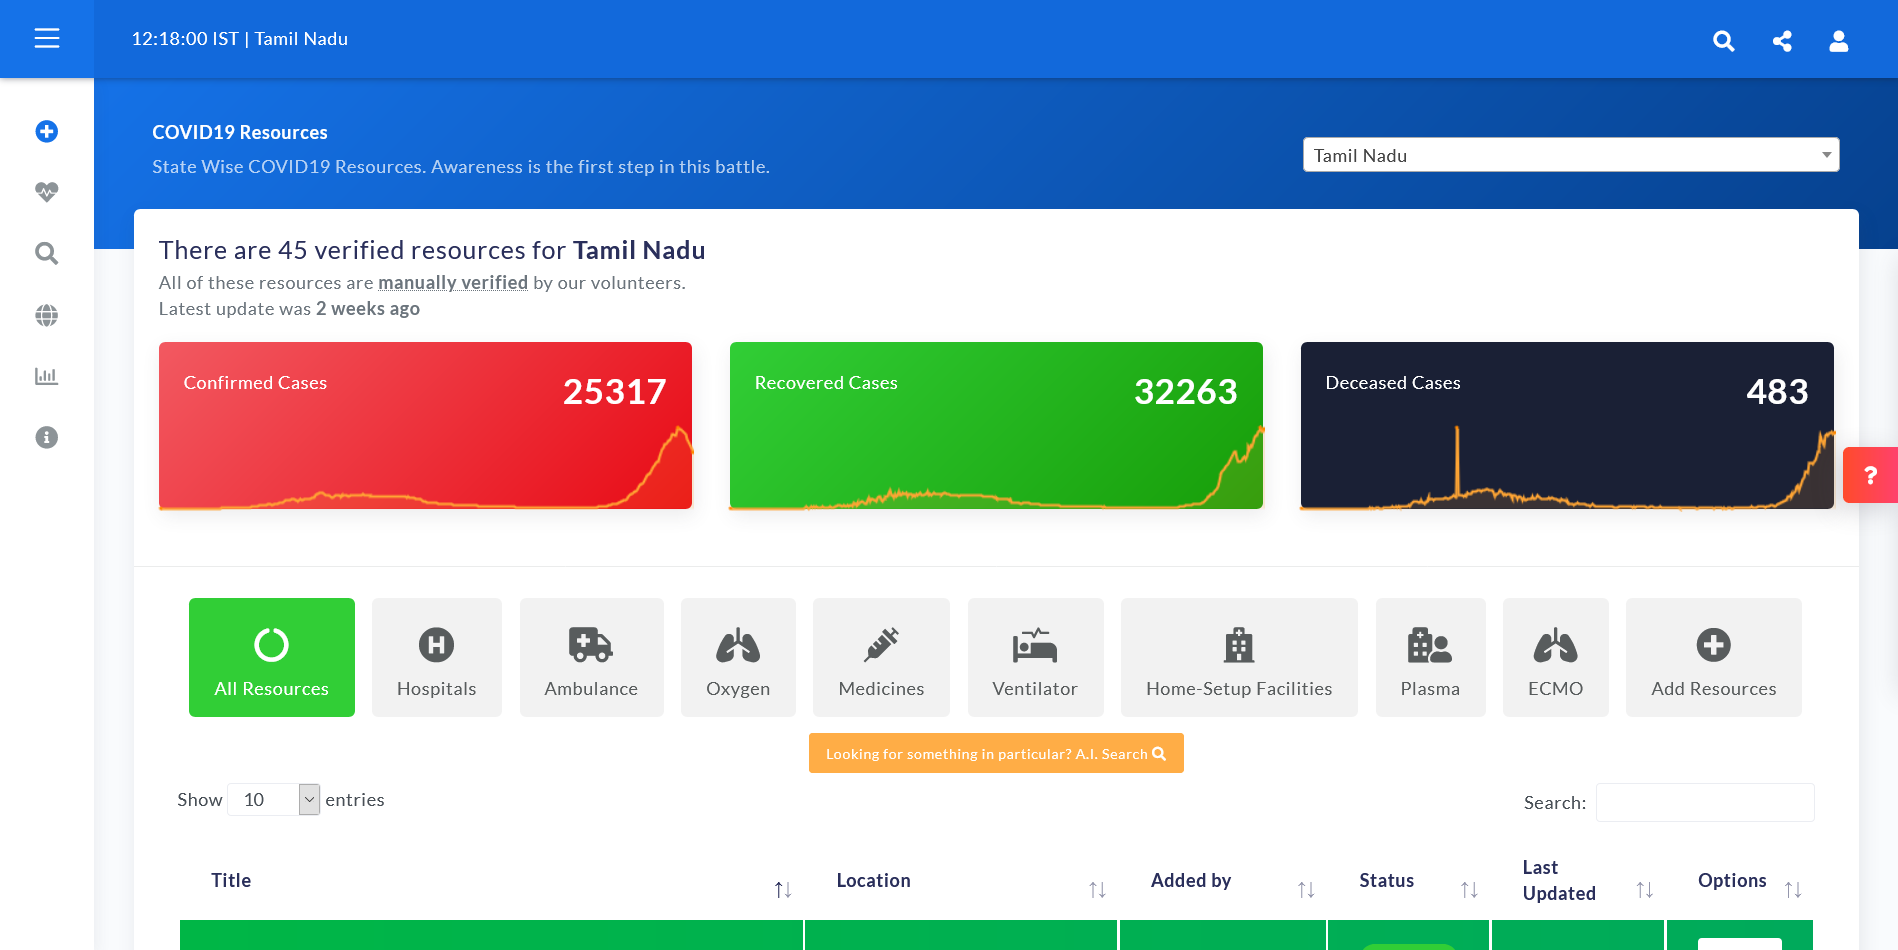 12:18:00 IST | Tamil Nadu
COVID19 Resources
State Wise COVID19 Resources. Awareness is the first step in this battle.
Tamil Nadu
There are 45 verified resources for Tamil Nadu
All of these resources are manually verified by our volunteers.
Latest update was 2 weeks ago
Confirmed Cases
25317
Recovered Cases
32263
Deceased Cases
483
?
All Resources
H
Hospitals
Ambulance
Oxygen
Medicines
Ventilator
Home-Setup Facilities
Plasma
ECMO
Add Resources
Looking for something in particular? A.I. Search
Show 10 entries
Search:
Title
Location
Added by
Status
Last
Updated
Options